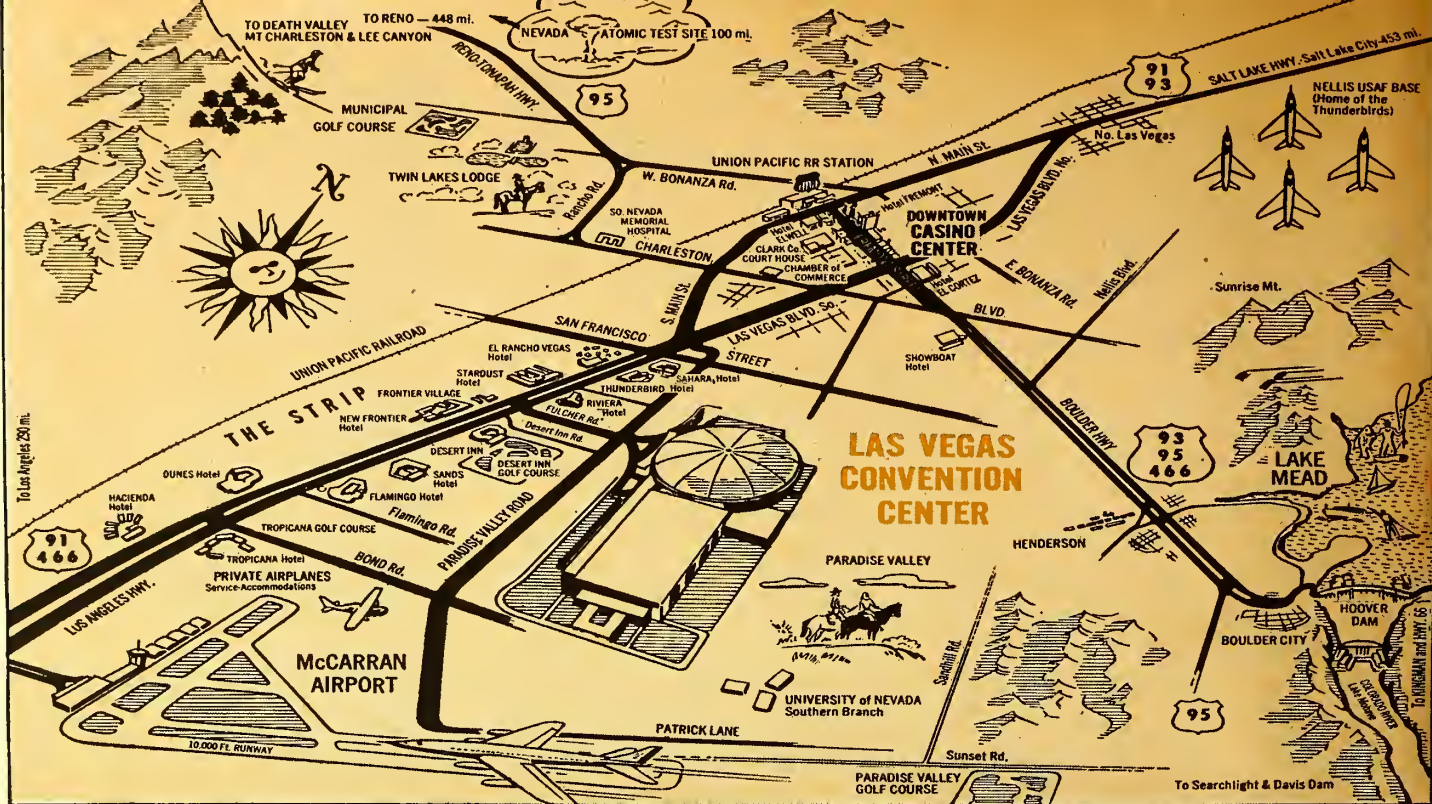 TO DEATH VALLEY
MT CHARLESTON & LEE CANYON
TO RENO — 448 mi.
NEVADA ATOMIC TEST SITE 100 mi.
RENO-TONAPAH HWY.
95
91
93
SALT LAKE HWY.-Salt Lake City-453 mi.
NELLIS USAF BASE
(Home of the
Thunderbirds)
MUNICIPAL
GOLF COURSE
No. Las Vegas
N
TWIN LAKES LODGE
Rancho Rd.
UNION PACIFIC RR STATION
W. BONANZA Rd.
N. MAIN St.
LAS VEGAS BLVD. No.
SO. NEVADA
MEMORIAL
HOSPITAL
CHARLESTON
Hotel FREMONT
DOWNTOWN
CASINO
CENTER
Hotel
ELWELL
CLARK Co.
COURT HOUSE
CHAMBER of
COMMERCE
Hotel
EL CORTEZ
E. BONANZA Rd.
Nellis Blvd.
Sunrise Mt.
S. MAIN St.
LAS VEGAS BLVD. So.
BLVD.
UNION PACIFIC RAILROAD
SAN FRANCISCO
STREET
SHOWBOAT
Hotel
THE STRIP
EL RANCHO VEGAS
Hotel
STARDUST
Hotel
FRONTIER VILLAGE
NEW FRONTIER
Hotel
SAHARA, Hotel
THUNDERBIRD Hotel
RIVIERA
Hotel
FULCHER Rd.
Desert Inn Rd.
DESERT INN
DESERT INN
GOLF COURSE
SANDS
Hotel
FLAMINGO Hotel
Flamingo Rd.
DUNES Hotel
HACIENDA
Hotel
To Los Angeles 290 mi.
91
466
LOS ANGELES HWY.
TROPICANA GOLF COURSE
TROPICANA Hotel
BOND Rd.
PARADISE VALLEY ROAD
LAS VEGAS
CONVENTION
CENTER
BOULDER HWY
93
95
466
LAKE
MEAD
HENDERSON
PRIVATE AIRPLANES
Service-Accommodations
PARADISE VALLEY
HOOVER
DAM
BOULDER CITY
To KINGMAN and HWY. 66
COLORADO RIVER
Lake Mohave
McCARRAN
AIRPORT
Sandhill Rd.
UNIVERSITY of NEVADA
Southern Branch
95
PATRICK LANE
10,000 Ft. RUNWAY
Sunset Rd.
PARADISE VALLEY
GOLF COURSE
To Searchlight & Davis Dam